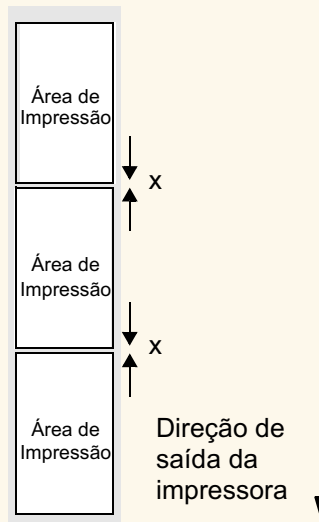 Área de
Impressão
x
Área de
Impressão
x
Área de
Impressão
Direção de
saída da
impressora